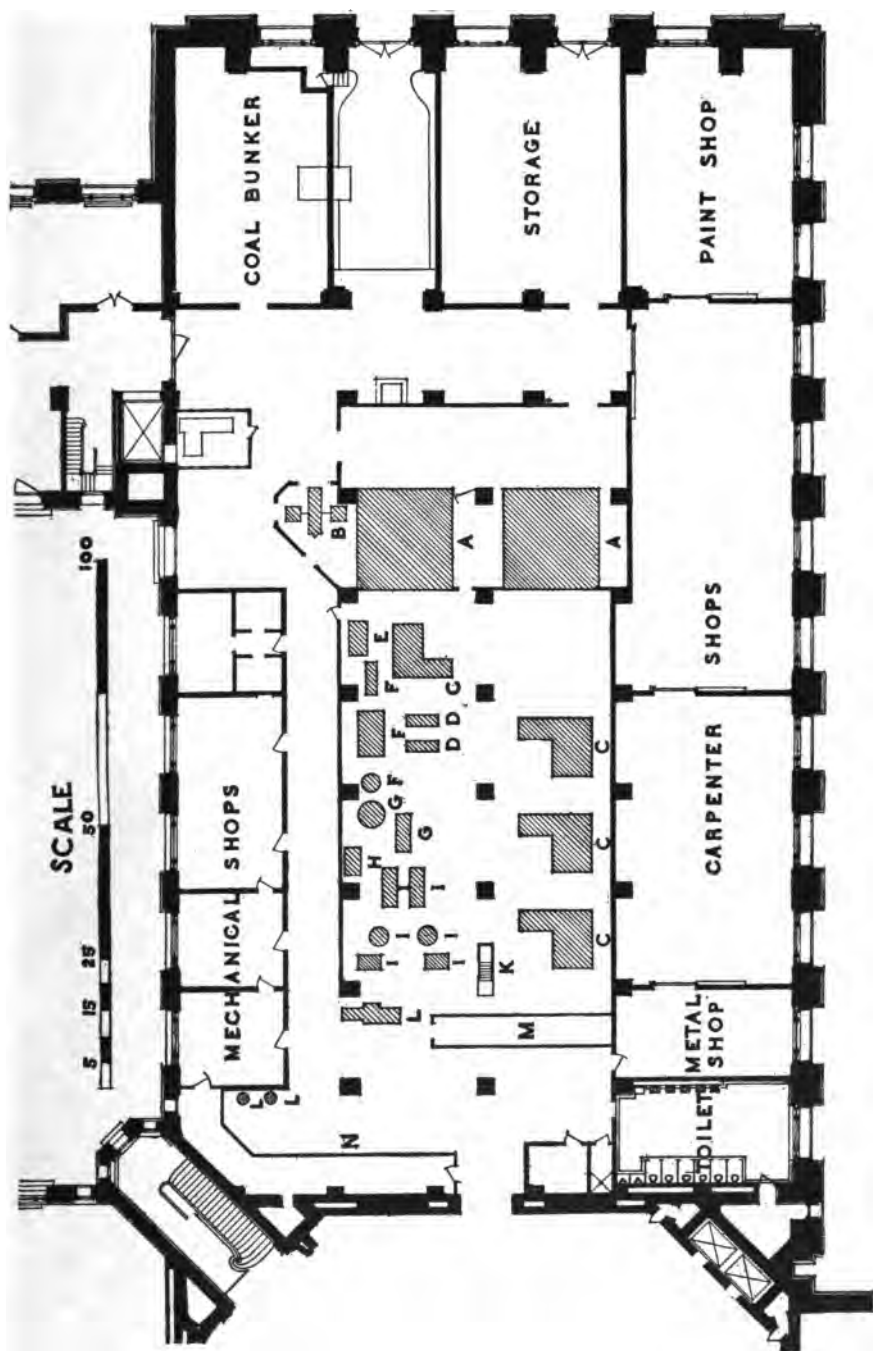 COAL BUNKER
STORAGE
PAINT SHOP
100
50
25
15
5
SCALE
B
A
A
E
F
C
SHOPS
F
D
D
C
F
G
G
C
H
I
I
I
I
I
C
K
L
M
L
L
N
MECHANICAL SHOPS
CARPENTER
METAL
SHOP
TOILET